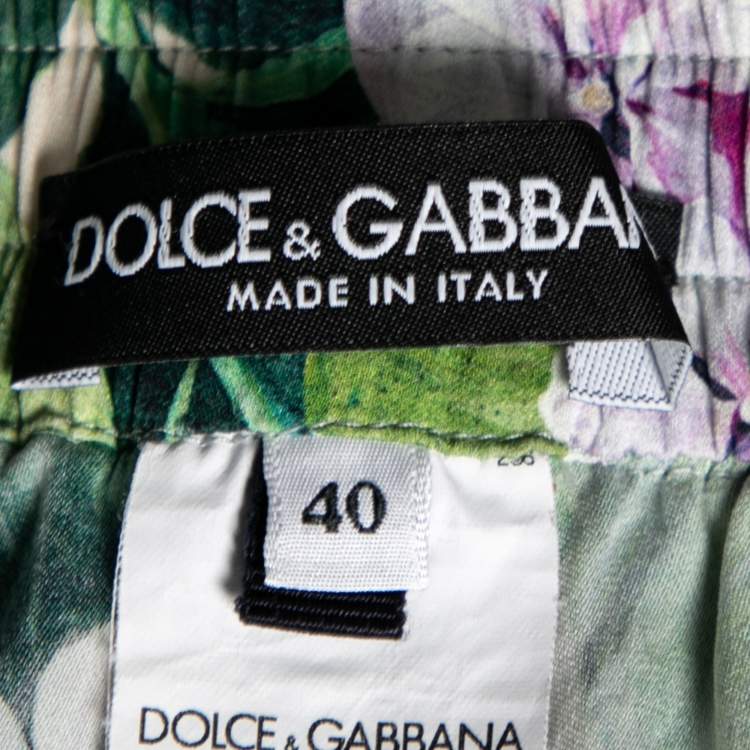 DOLCE & GABBAN
MADE IN ITALY
40
DOLCE & GABBANA